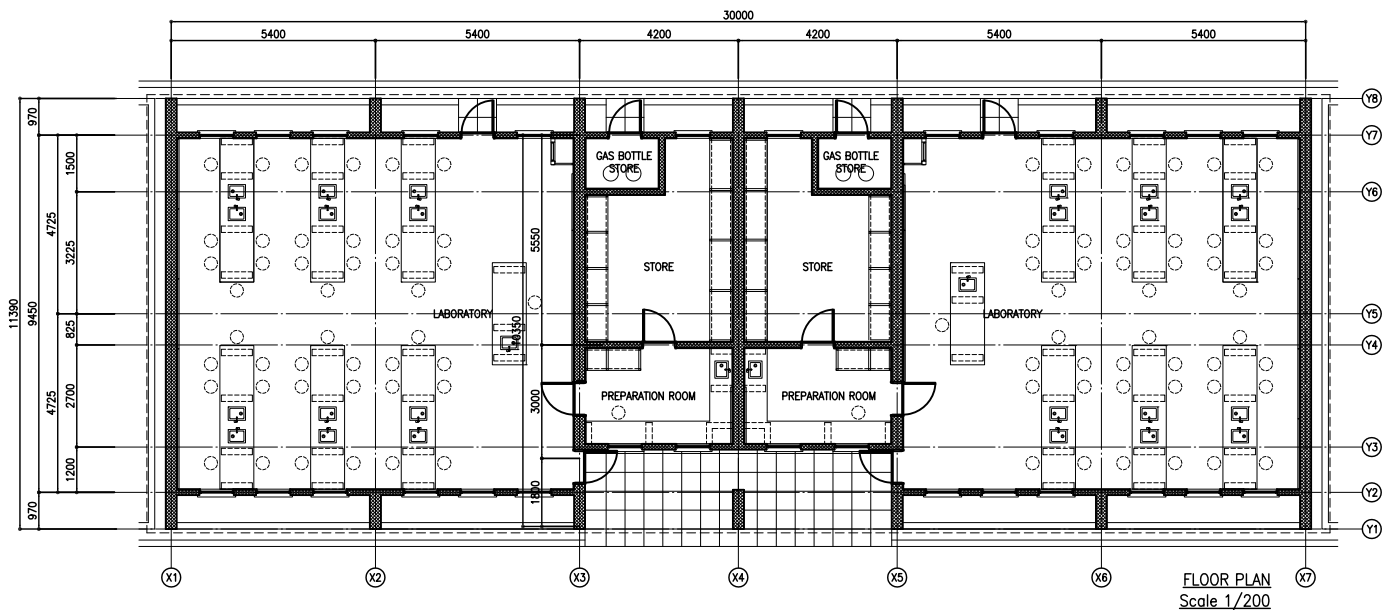 30000
5400 5400 4200 4200 5400 5400
Y8
970
Y7
1500
GAS BOTTLE STORE
GAS BOTTLE STORE
Y6
4725
3225
5550
STORE
STORE
11390
9450
LABORATORY
LABORATORY
Y5
825
10350
Y4
4725
2700
3000
PREPARATION ROOM
PREPARATION ROOM
Y3
1200
1800
Y2
970
Y1
X1 X2 X3 X4 X5 X6 X7
FLOOR PLAN
Scale 1/200